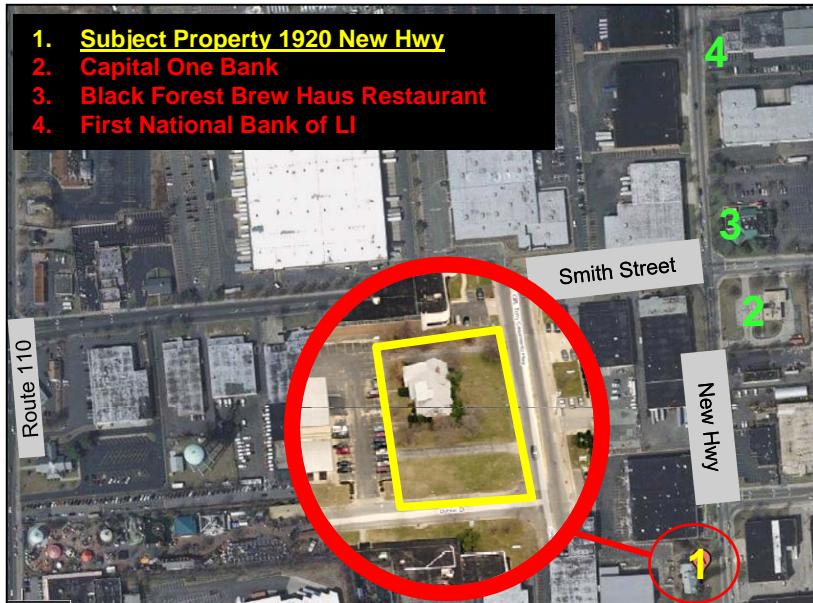 1. Subject Property 1920 New Hwy
2. Capital One Bank
3. Black Forest Brew Haus Restaurant
4. First National Bank of LI
4
3
Smith Street
2
Route 110
New Hwy
1